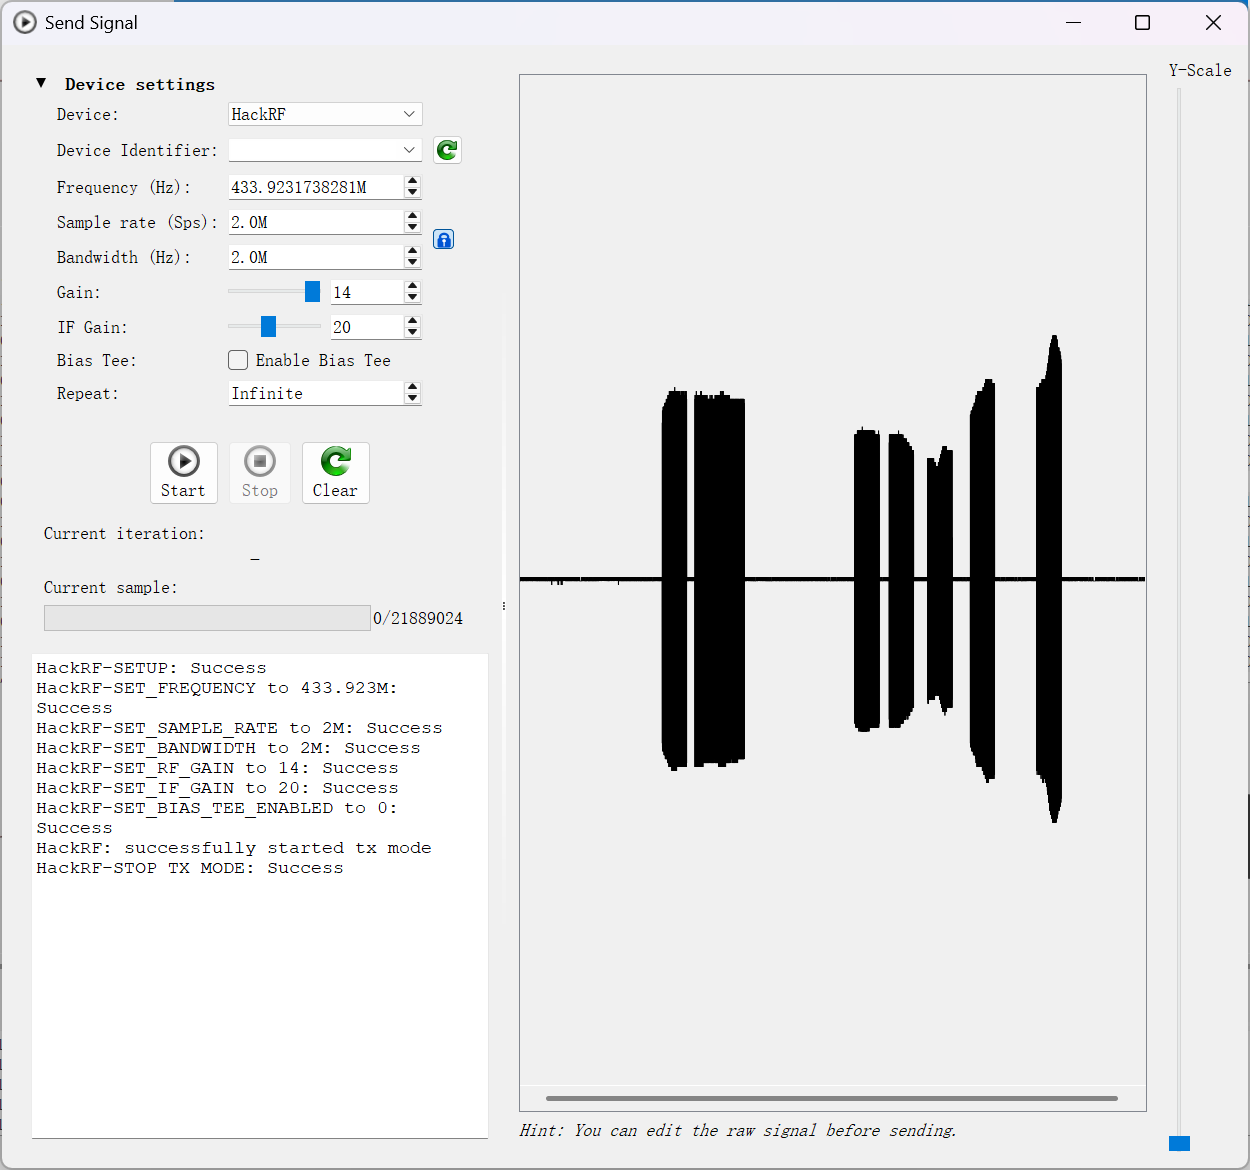 Send Signal
Y-Scale
▼ Device settings
Device: HackRF
Device Identifier:
Frequency (Hz): 433.9231738281M
Sample rate (Sps): 2.0M
Bandwidth (Hz): 2.0M
Gain: 14
IF Gain: 20
Bias Tee: Enable Bias Tee
Repeat: Infinite
Start Stop Clear
Current iteration:
-
Current sample:
0/21889024
HackRF-SETUP: Success
HackRF-SET_FREQUENCY to 433.923M:
Success
HackRF-SET_SAMPLE_RATE to 2M: Success
HackRF-SET_BANDWIDTH to 2M: Success
HackRF-SET_RF_GAIN to 14: Success
HackRF-SET_IF_GAIN to 20: Success
HackRF-SET_BIAS_TEE_ENABLED to 0:
Success
HackRF: successfully started tx mode
HackRF-STOP TX MODE: Success
Hint: You can edit the raw signal before sending.